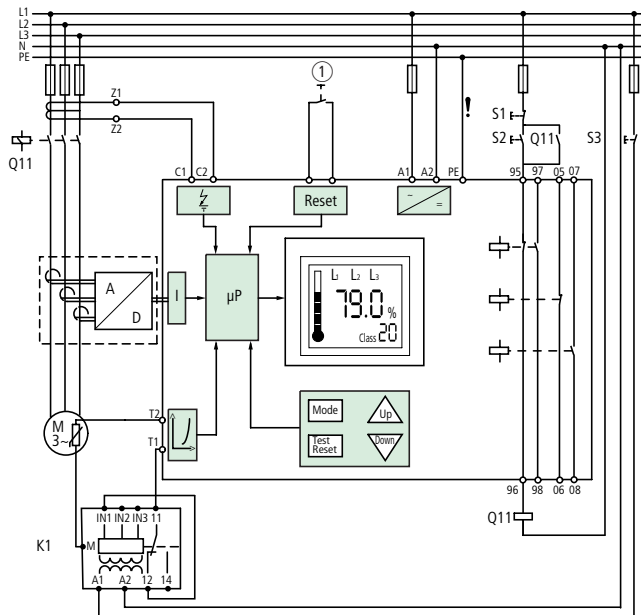 L1
L2
L3
N
PE
Z1
Z2
Q11
1
!
S1
S2
Q11
S3
C1 C2
A1 A2 PE
95 97 05 07
Reset
~
=
A
D
I
µP
L1 L2 L3
79.0 %
Class 20
Mode
Up
Test
Reset
Down
M
3~
T2
T1
96 98 06 08
Q11
K1
IN1 IN2 IN3 11
M
A1 A2 12 14